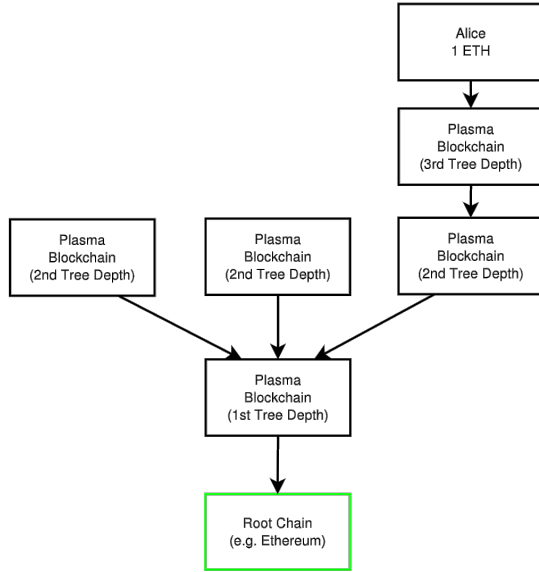 Alice
1 ETH
Plasma
Blockchain
(3rd Tree Depth)
Plasma
Blockchain
(2nd Tree Depth)
Plasma
Blockchain
(2nd Tree Depth)
Plasma
Blockchain
(2nd Tree Depth)
Plasma
Blockchain
(1st Tree Depth)
Root Chain
(e.g. Ethereum)